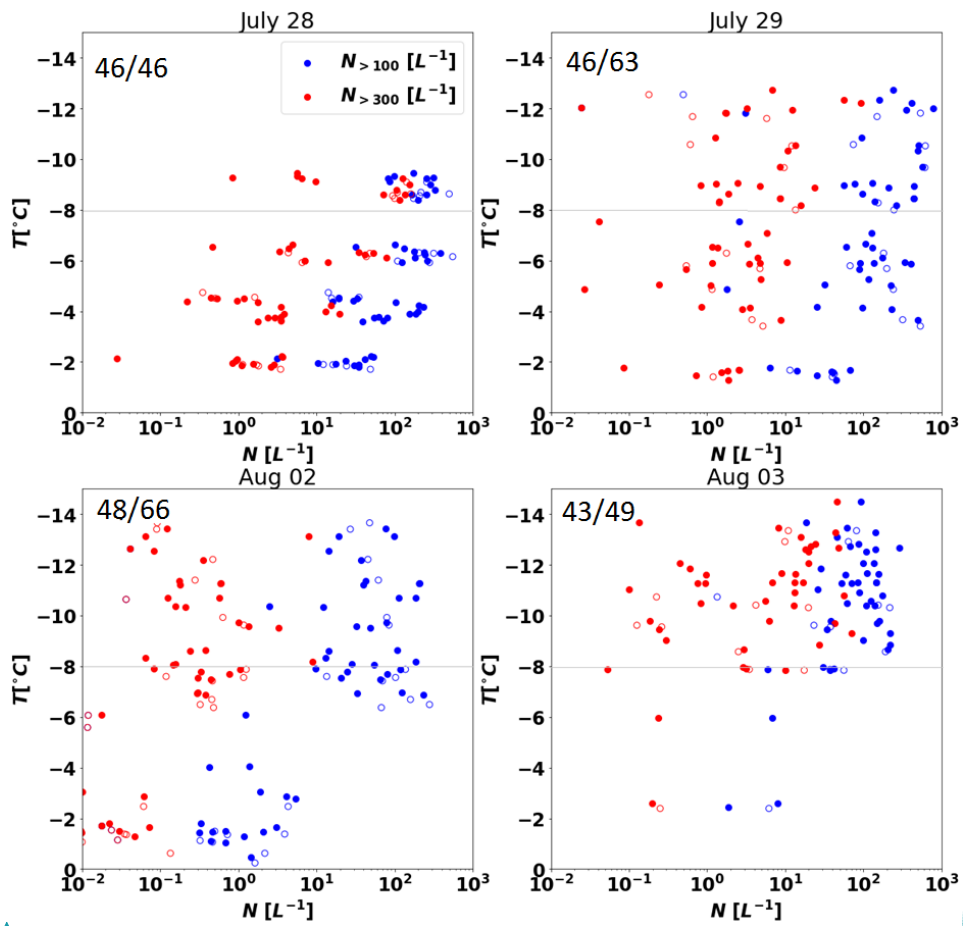 July 28
46/46
N>100 [L⁻¹]
N>300 [L⁻¹]
−14
−12
−10
−8
−6
−4
−2
0
T[°C]
10⁻² 10⁻¹ 10⁰ 10¹ 10² 10³
N [L⁻¹]
July 29
46/63
−14
−12
−10
−8
−6
−4
−2
0
T[°C]
10⁻² 10⁻¹ 10⁰ 10¹ 10² 10³
N [L⁻¹]
Aug 02
48/66
−14
−12
−10
−8
−6
−4
−2
0
T[°C]
10⁻² 10⁻¹ 10⁰ 10¹ 10² 10³
N [L⁻¹]
Aug 03
43/49
−14
−12
−10
−8
−6
−4
−2
0
T[°C]
10⁻² 10⁻¹ 10⁰ 10¹ 10² 10³
N [L⁻¹]